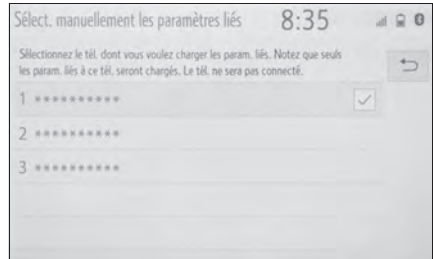 Sélect. manuellement les paramètres liés 8:35
Sélectionnez le tél. dont vous voulez charger les param. liés. Notez que seuls
les param. liés à ce tél. seront chargés. Le tél. ne sera pas connecté.
1 **********
2 **********
3 **********